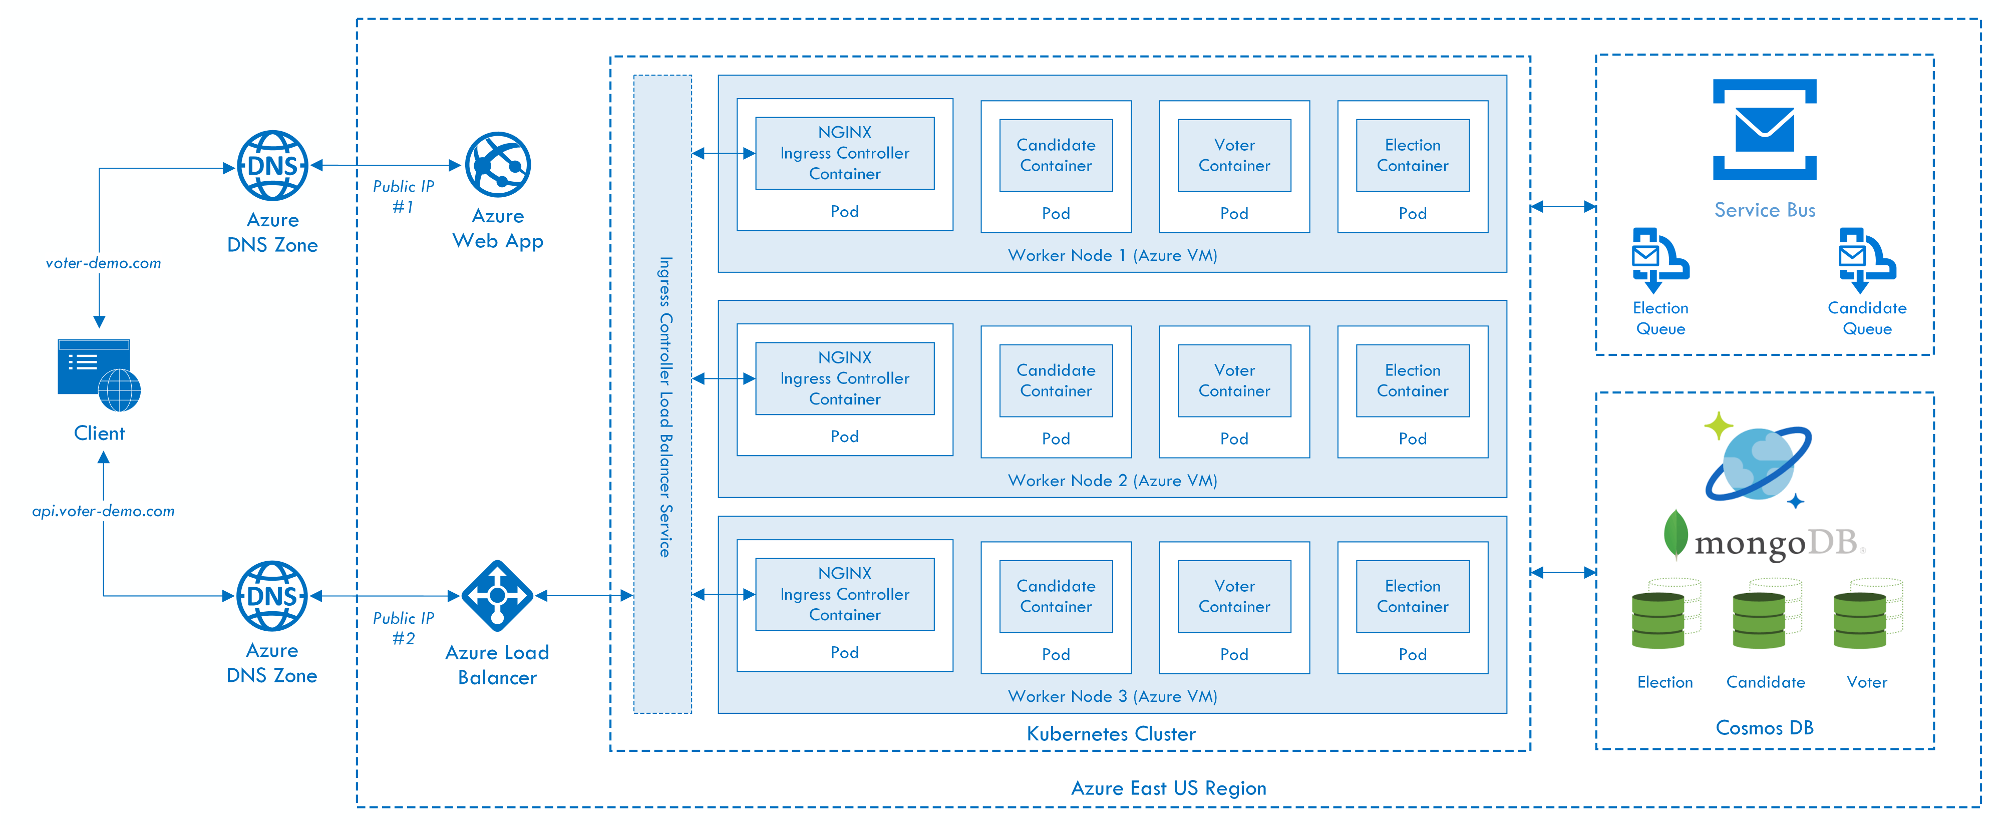 voter-demo.com
Client
api.voter-demo.com
DNS
Azure
DNS Zone
Public IP
#1
Azure
Web App
DNS
Azure
DNS Zone
Public IP
#2
Azure Load
Balancer
Ingress Controller Load Balancer Service
NGINX
Ingress Controller
Container
Pod
Candidate
Container
Pod
Voter
Container
Pod
Election
Container
Pod
Worker Node 1 (Azure VM)
NGINX
Ingress Controller
Container
Pod
Candidate
Container
Pod
Voter
Container
Pod
Election
Container
Pod
Worker Node 2 (Azure VM)
NGINX
Ingress Controller
Container
Pod
Candidate
Container
Pod
Voter
Container
Pod
Election
Container
Pod
Worker Node 3 (Azure VM)
Kubernetes Cluster
Azure East US Region
Service Bus
Election
Queue
Candidate
Queue
mongoDB®
Election
Candidate
Voter
Cosmos DB